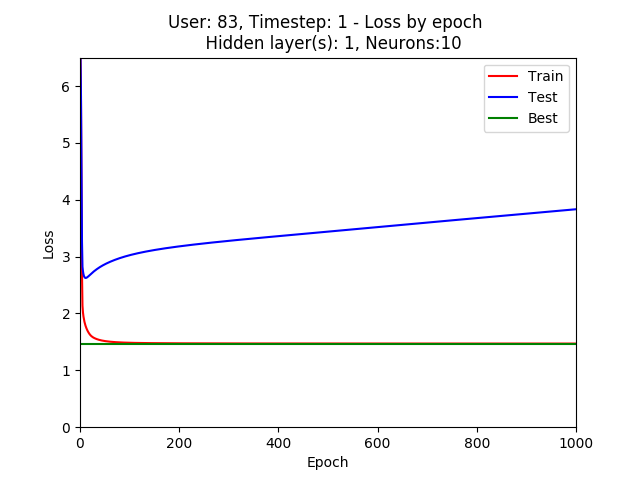 User: 83, Timestep: 1 - Loss by epoch
Hidden layer(s): 1, Neurons:10
Train
Test
Best
6
5
4
3
2
1
0
Loss
0
200
400
600
800
1000
Epoch